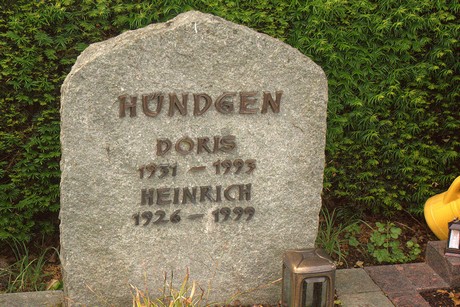 HÜNDGEN
DORIS
1931 - 1993
HEINRICH
1926 - 1999